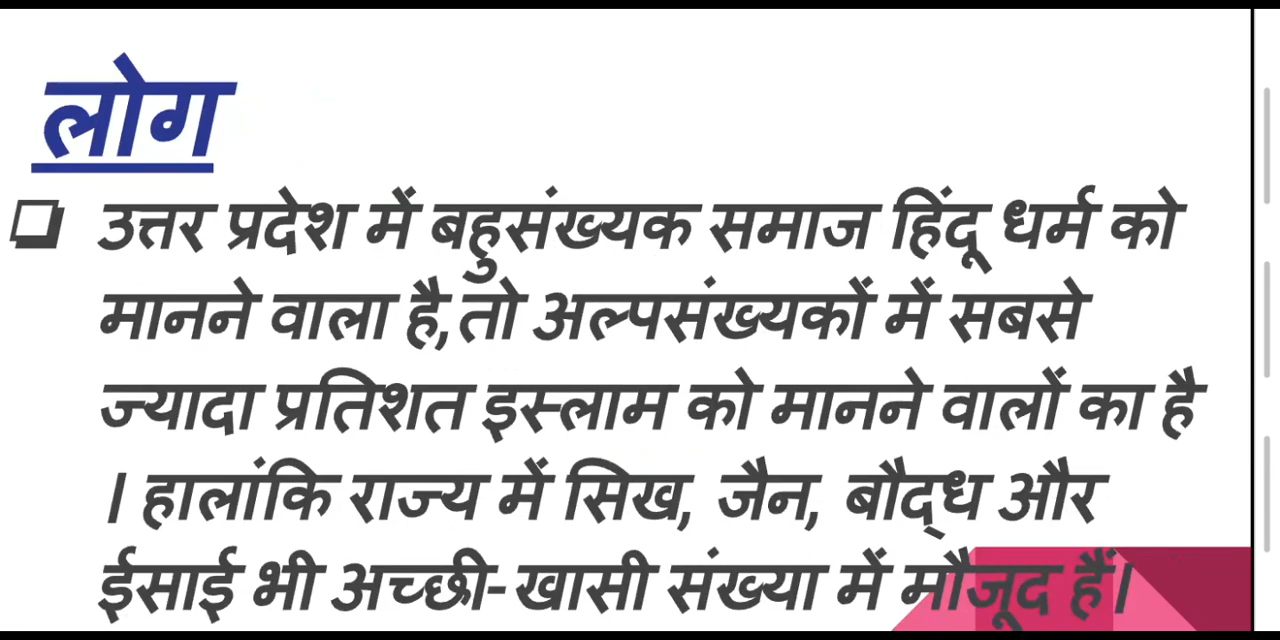 लोग
उत्तर प्रदेश में बहुसंख्यक समाज हिंदू धर्म को
मानने वाला है,तो अल्पसंख्यकों में सबसे
ज्यादा प्रतिशत इस्लाम को मानने वालों का है
। हालांकि राज्य में सिख, जैन, बौद्ध और
ईसाई भी अच्छी-खासी संख्या में मौजूद हैं।